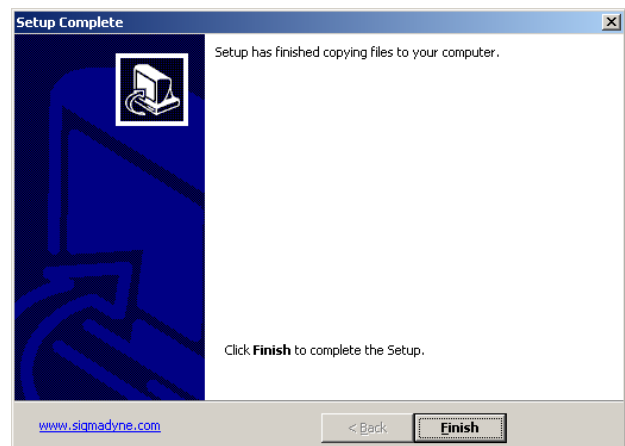 Setup Complete
Setup has finished copying files to your computer.
Click Finish to complete the Setup.
www.sigmadyne.com
< Back
Finish